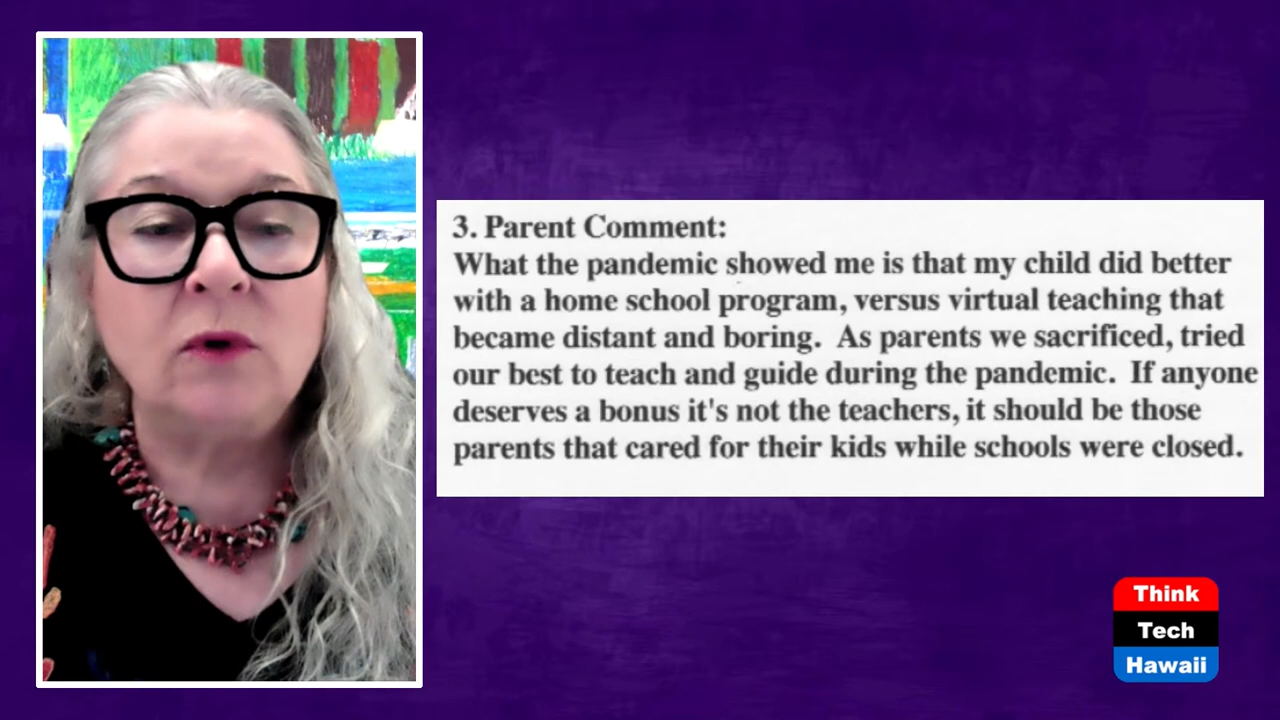 3. Parent Comment:
What the pandemic showed me is that my child did better
with a home school program, versus virtual teaching that
became distant and boring.  As parents we sacrificed, tried
our best to teach and guide during the pandemic.  If anyone
deserves a bonus it's not the teachers, it should be those
parents that cared for their kids while schools were closed.
Think
Tech
Hawaii